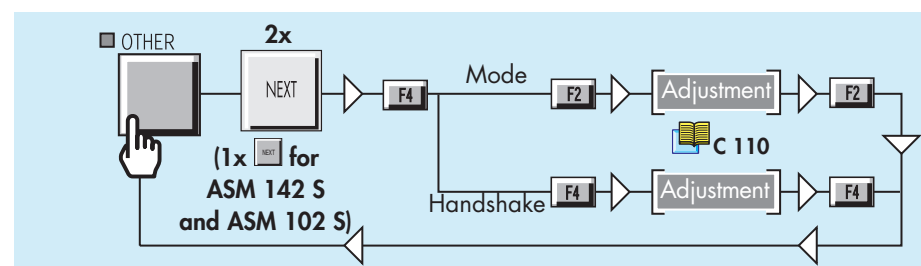 OTHER
2x
NEXT
F4
Mode
F2
Adjustment
F2
C 110
(1x NEXT for
ASM 142 S
and ASM 102 S)
Handshake
F4
Adjustment
F4